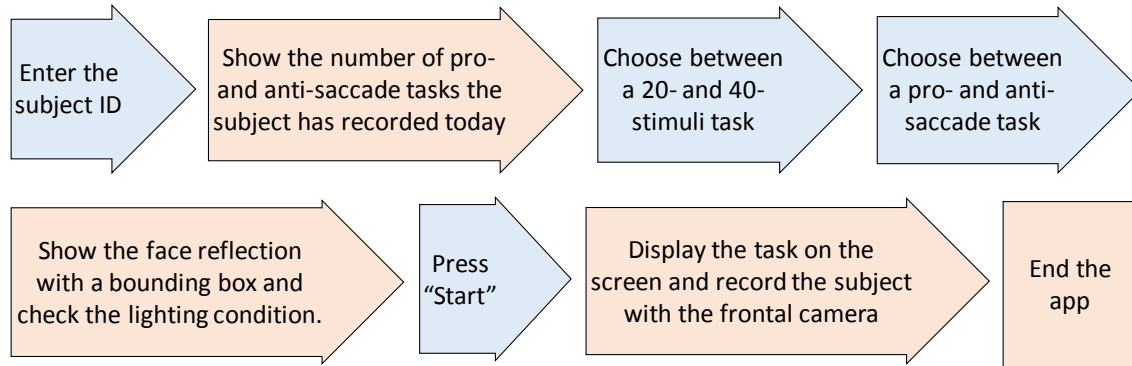 Enter the
subject ID
Show the number of pro-
and anti-saccade tasks the
subject has recorded today
Choose between
a 20- and 40-
stimuli task
Choose between
a pro- and anti-
saccade task
Show the face reflection
with a bounding box and
check the lighting condition.
Press
“Start”
Display the task on the
screen and record the subject
with the frontal camera
End the
app